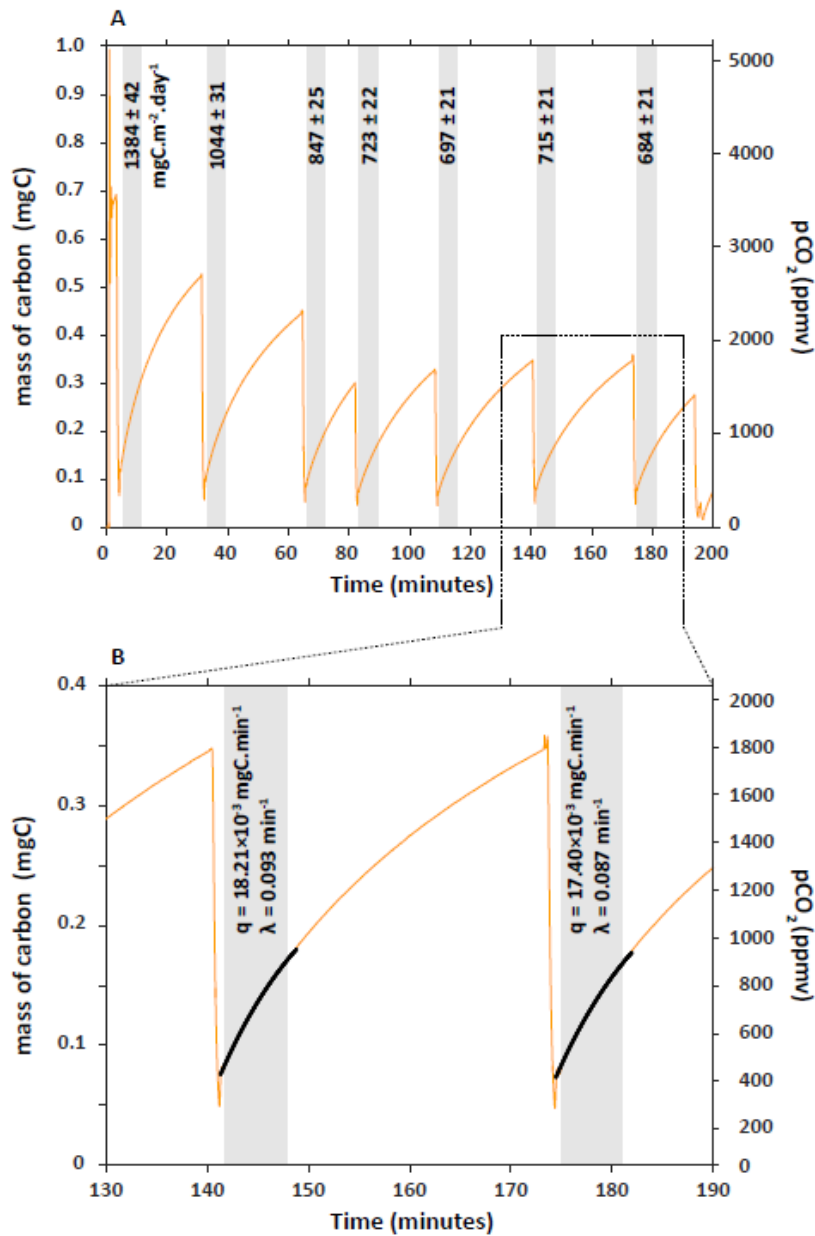 A
1.0
0.9
0.8
0.7
0.6
0.5
0.4
0.3
0.2
0.1
0
mass of carbon (mgC)
1384 ± 42
mgC.m⁻².day⁻¹
1044 ± 31
847 ± 25
723 ± 22
697 ± 21
715 ± 21
684 ± 21
5000
4000
3000
2000
1000
0
pCO₂ (ppmv)
0 20 40 60 80 100 120 140 160 180 200
Time (minutes)
B
0.4
0.3
0.2
0.1
0
mass of carbon (mgC)
q = 18.21×10⁻³ mgC.min⁻¹
λ = 0.093 min⁻¹
q = 17.40×10⁻³ mgC.min⁻¹
λ = 0.087 min⁻¹
2000
1800
1600
1400
1200
1000
800
600
400
200
0
pCO₂ (ppmv)
130 140 150 160 170 180 190
Time (minutes)